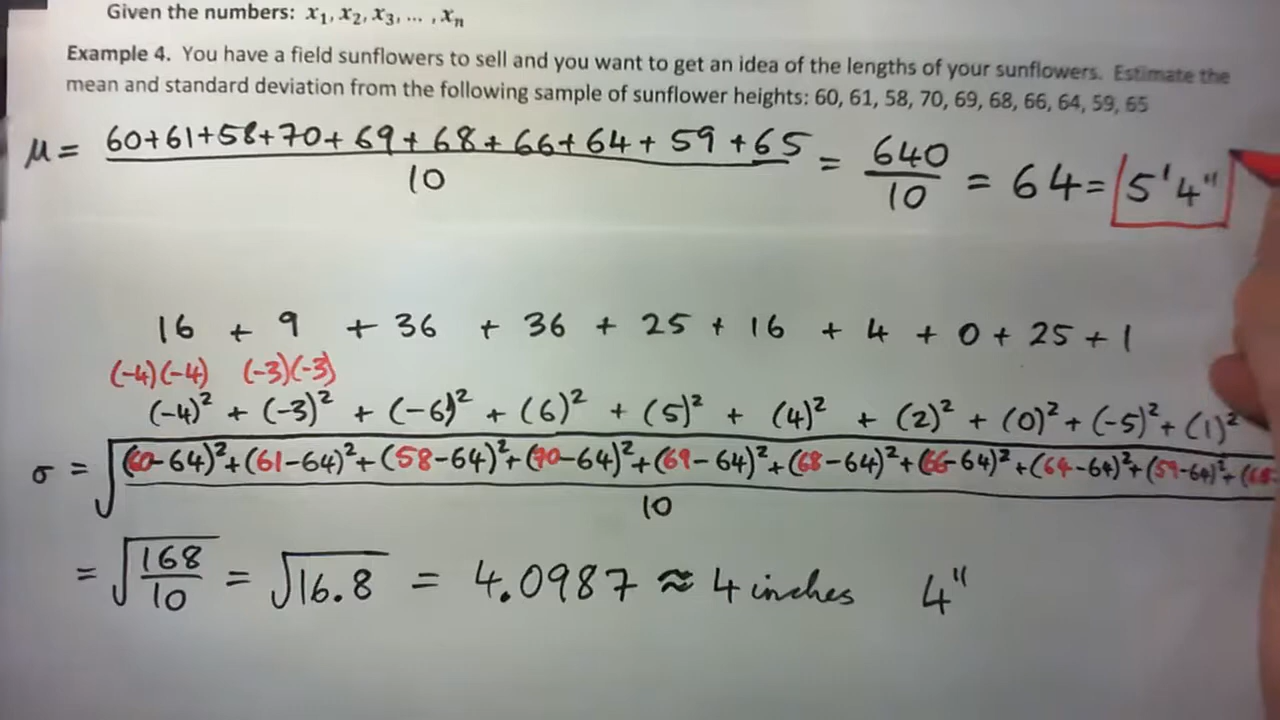 Given the numbers: x₁, x₂, x₃, ... , xₙ
Example 4. You have a field sunflowers to sell and you want to get an idea of the lengths of your sunflowers. Estimate the
mean and standard deviation from the following sample of sunflower heights: 60, 61, 58, 70, 69, 68, 66, 64, 59, 65
μ = (60+61+58+70+69+68+66+64+59+65)/10 = 640/10 = 64 = 5'4"
16 + 9 + 36 + 36 + 25 + 16 + 4 + 0 + 25 + 1
(-4)(-4) (-3)(-3)
(-4)² + (-3)² + (-6)² + (6)² + (5)² + (4)² + (2)² + (0)² + (-5)² + (1)²
σ = √((60-64)²+(61-64)²+(58-64)²+(70-64)²+(69-64)²+(68-64)²+(66-64)²+(64-64)²+(59-64)²+(65-/10
= √(168/10) = √16.8 = 4.0987 ≈ 4 inches 4"